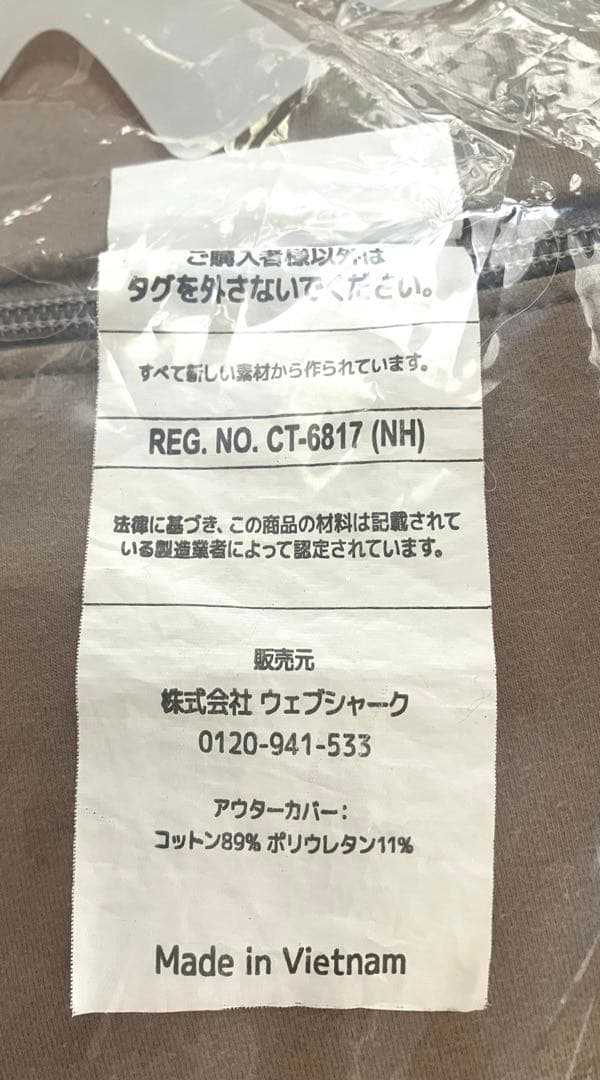 ご購入者様以外は
タグを外さないでください。
すべて新しい素材から作られています。
REG. NO. CT-6817 (NH)
法律に基づき、この商品の材料は記載されて
いる製造業者によって認定されています。
販売元
株式会社 ウェブシャーク
0120-941-533
アウターカバー：
コットン89% ポリウレタン11%
Made in Vietnam